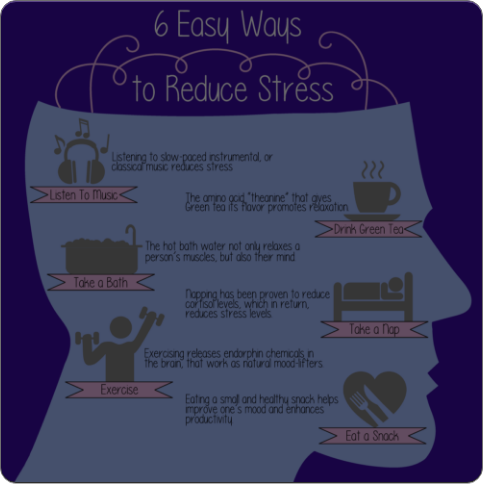 6 Easy Ways
to Reduce Stress
Listening to slow-paced instrumental, or
classical music reduces stress
Listen To Music
The amino acid "theanine" that gives
Green tea its flavor promotes relaxation
Drink Green Tea
The hot bath water not only relaxes a
person's muscles, but also their mind
Take a Bath
Napping has been proven to reduce
cortisol levels, which in return,
reduces stress levels
Take a Nap
Exercising releases endorphin chemicals in
the brain, that work as natural mood-lifters
Exercise
Eating a small and healthy snack helps
improve one's mood and enhances
productivity
Eat a Snack